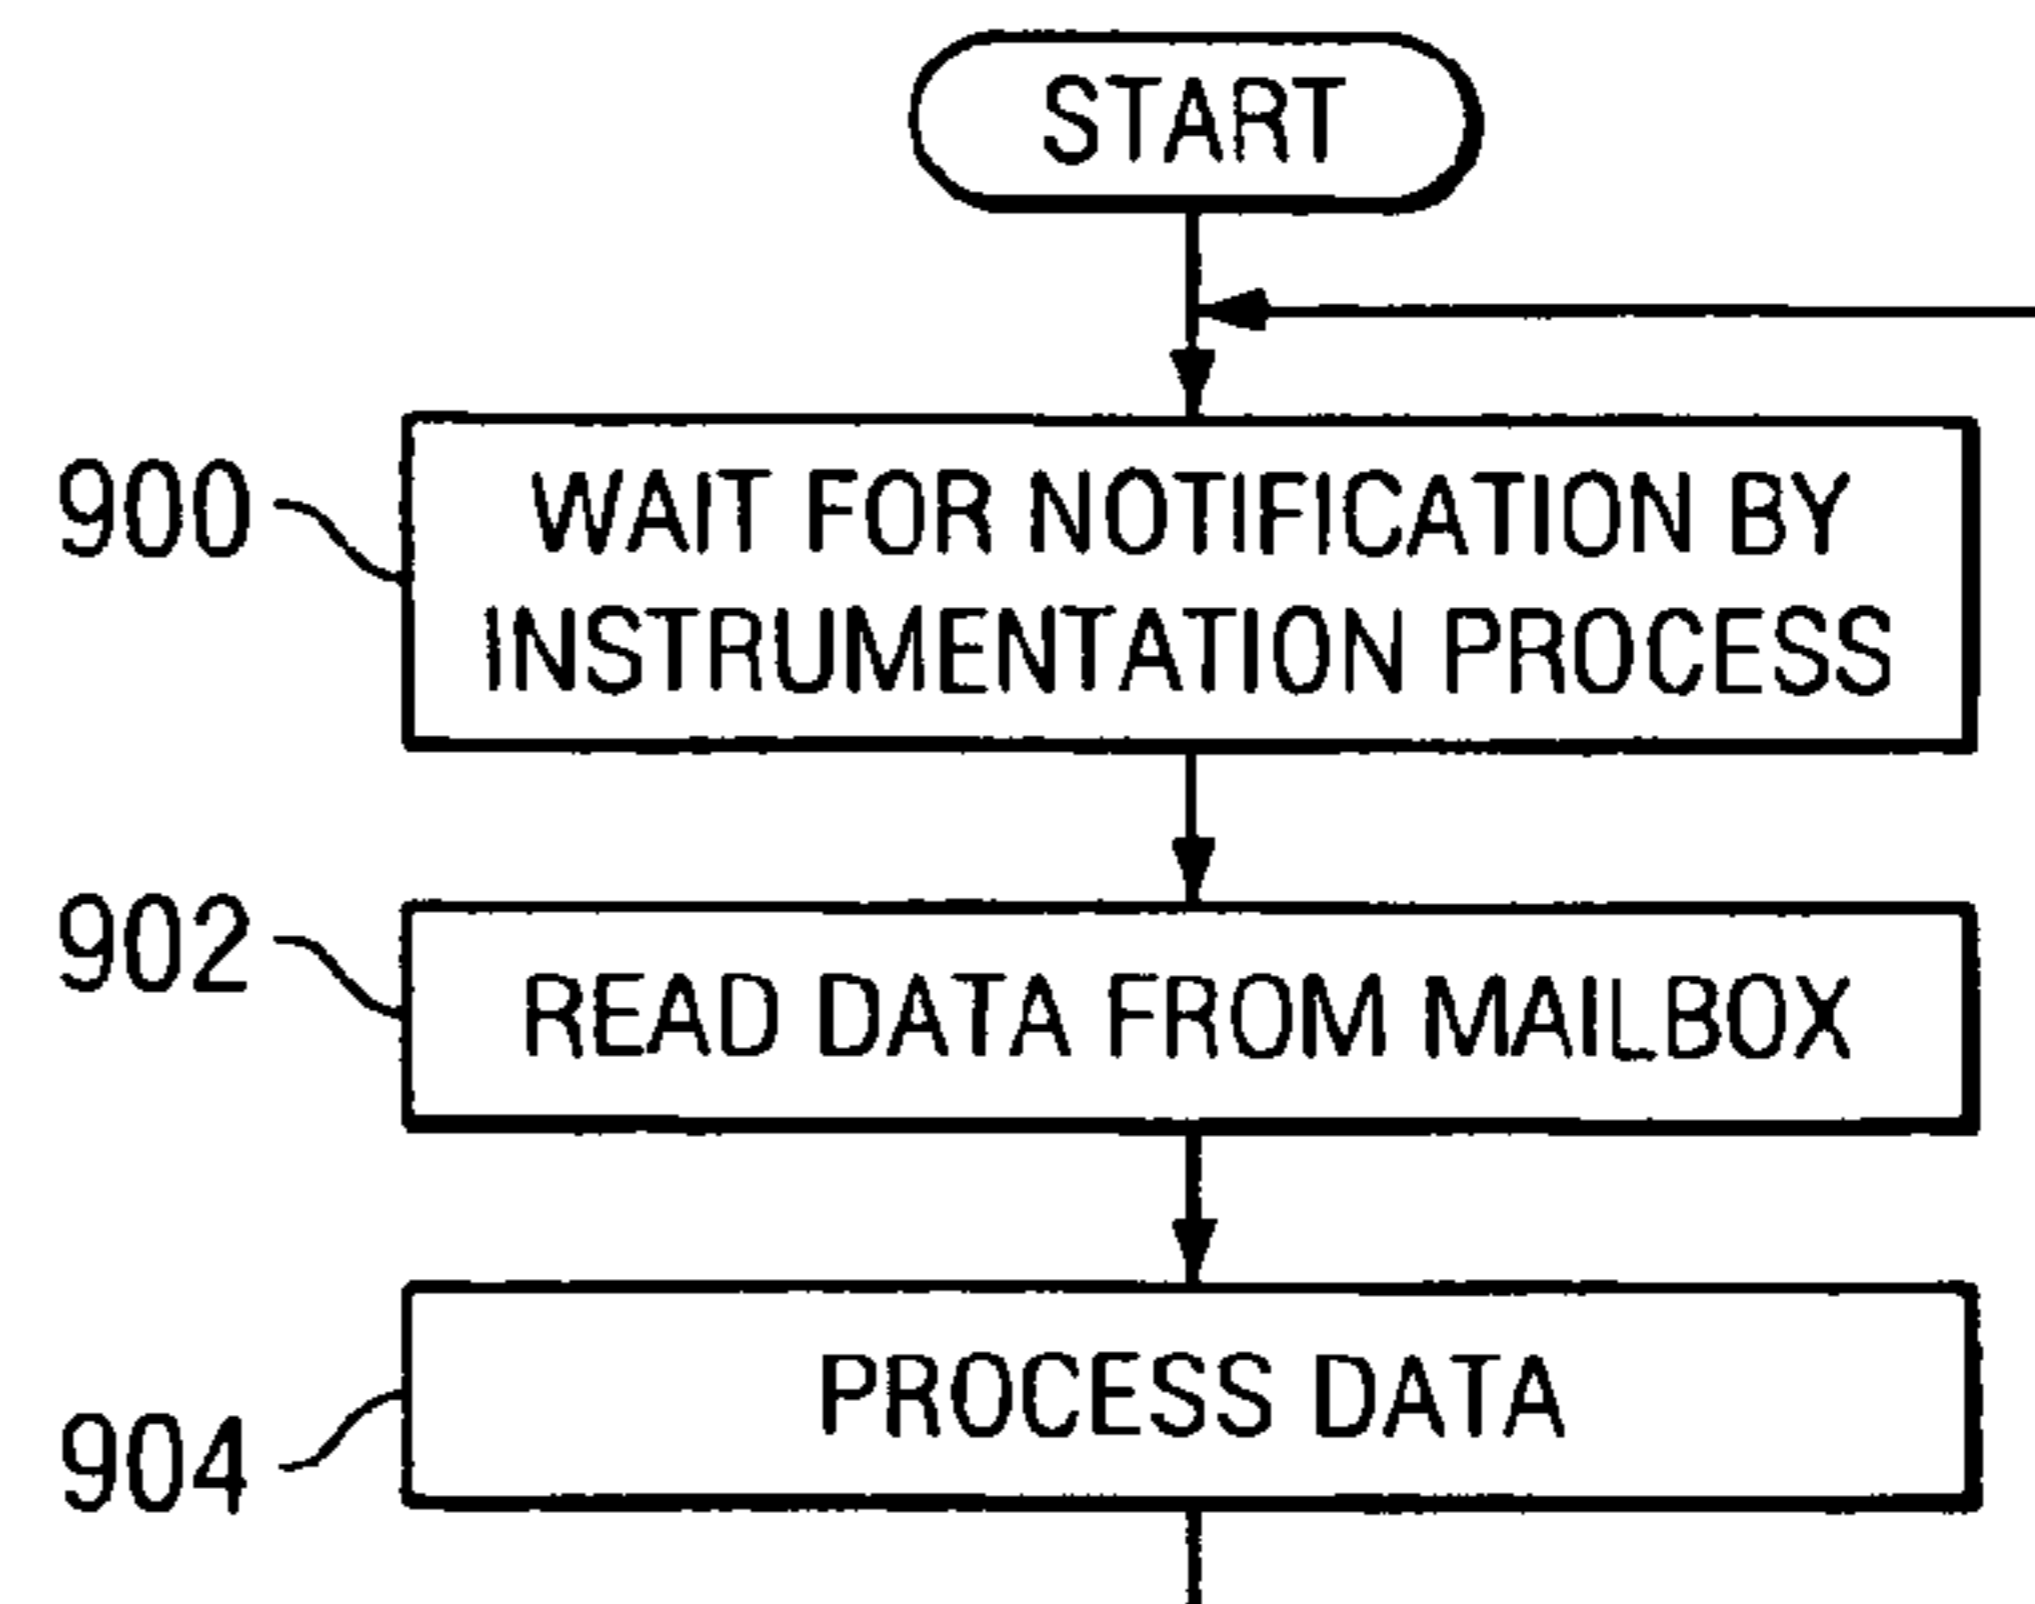 START
900
WAIT FOR NOTIFICATION BY
INSTRUMENTATION PROCESS
902
READ DATA FROM MAILBOX
904
PROCESS DATA